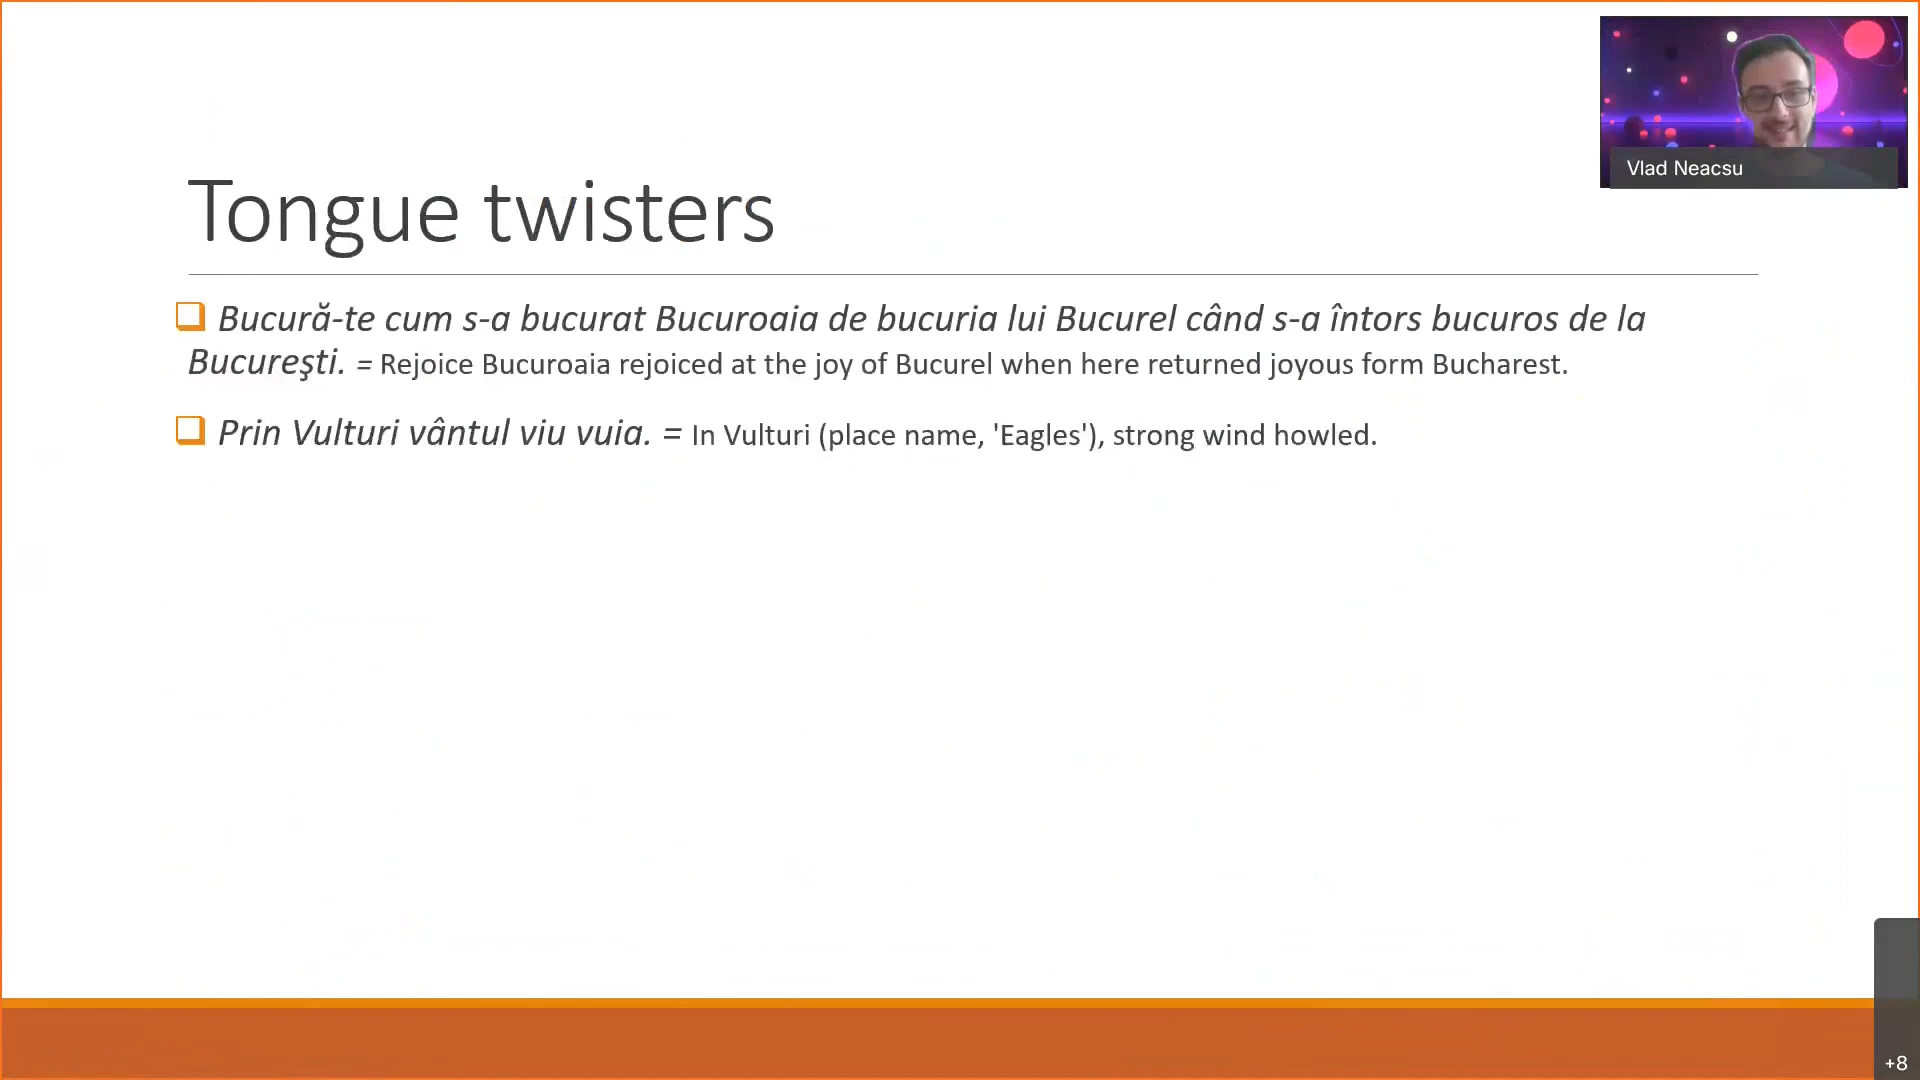 Vlad Neacsu
Tongue twisters
Bucură-te cum s-a bucurat Bucuroaia de bucuria lui Bucurel când s-a întors bucuros de la
Bucureşti. = Rejoice Bucuroaia rejoiced at the joy of Bucurel when here returned joyous form Bucharest.
Prin Vulturi vântul viu vuia. = In Vulturi (place name, 'Eagles'), strong wind howled.
+8